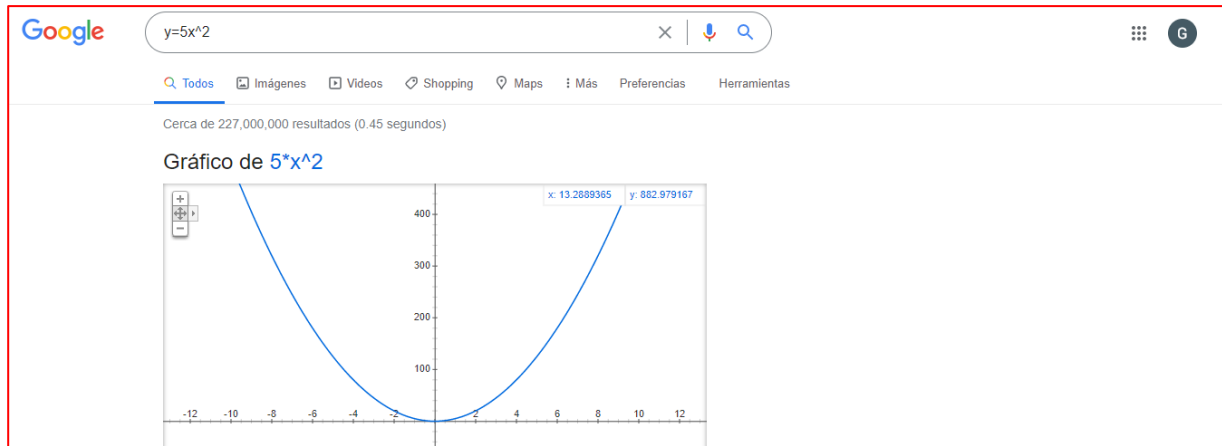 Google y=5x^2 G
Todos Imágenes Videos Shopping Maps Más Preferencias Herramientas
Cerca de 227,000,000 resultados (0.45 segundos)
Gráfico de 5*x^2
x: 13.2889365 y: 882.979167
400
300
200
100
-12 -10 -8 -6 -4 -2 2 4 6 8 10 12